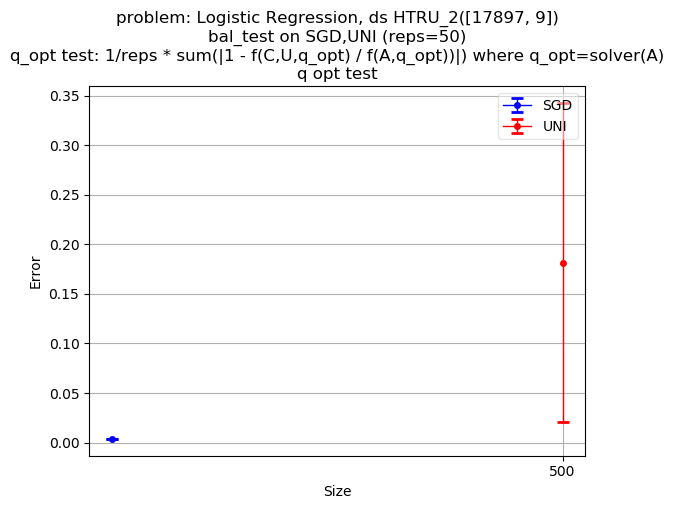 problem: Logistic Regression, ds HTRU_2([17897, 9])
bal_test on SGD,UNI (reps=50)
q_opt test: 1/reps * sum(|1 - f(C,U,q_opt) / f(A,q_opt))|) where q_opt=solver(A)
q opt test
SGD
UNI
0.35
0.30
0.25
0.20
0.15
0.10
0.05
0.00
Error
500
Size